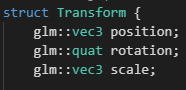 struct Transform {
    glm::vec3 position;
    glm::quat rotation;
    glm::vec3 scale;